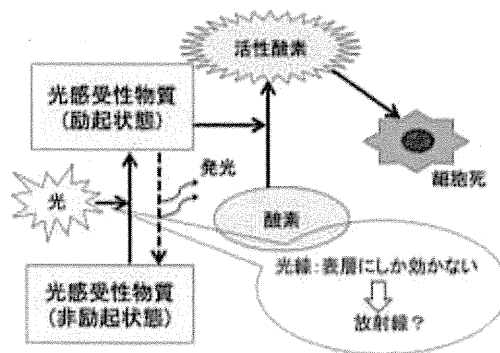 活性酸素
光感受性物質
(励起状態)
細胞死
発光
光
酸素
光線:表層にしか効かない
放射線?
光感受性物質
(非励起状態)